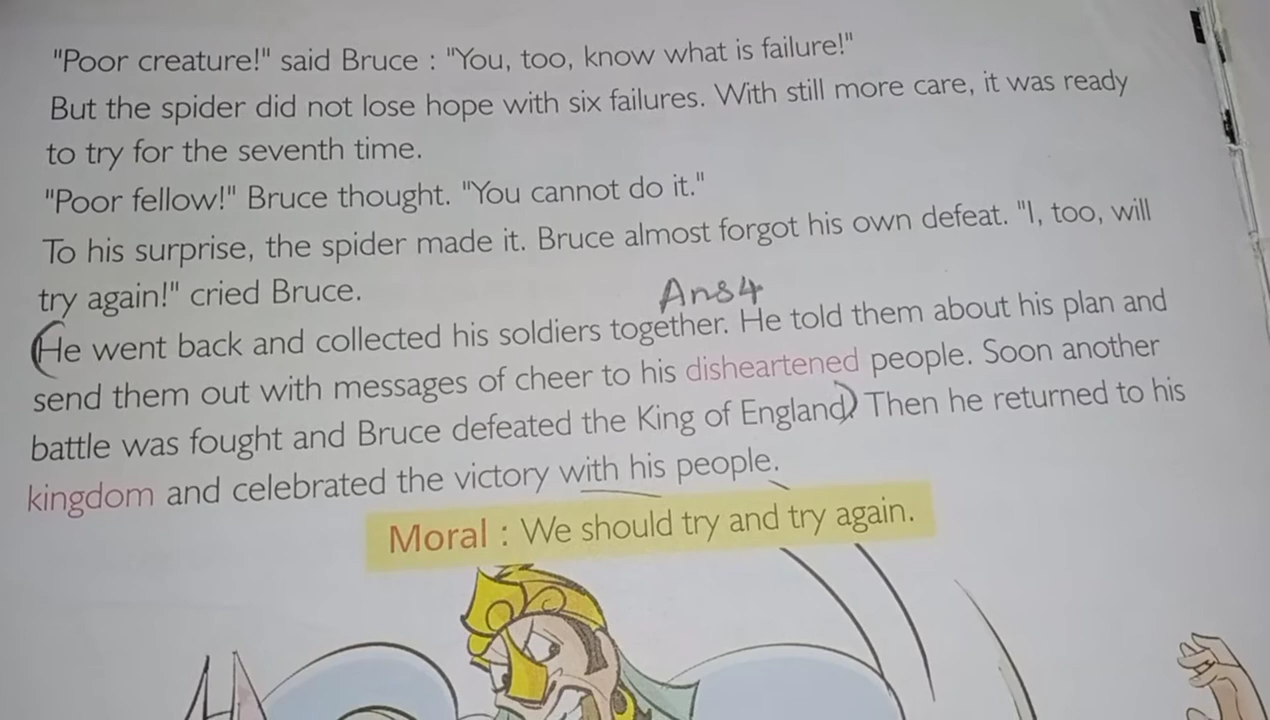 "Poor creature!" said Bruce : "You, too, know what is failure!"
But the spider did not lose hope with six failures. With still more care, it was ready
to try for the seventh time.
"Poor fellow!" Bruce thought. "You cannot do it."
To his surprise, the spider made it. Bruce almost forgot his own defeat. "I, too, will
try again!" cried Bruce.
Ans4
(He went back and collected his soldiers together. He told them about his plan and
send them out with messages of cheer to his disheartened people. Soon another
battle was fought and Bruce defeated the King of England) Then he returned to his
kingdom and celebrated the victory with his people.
Moral : We should try and try again.